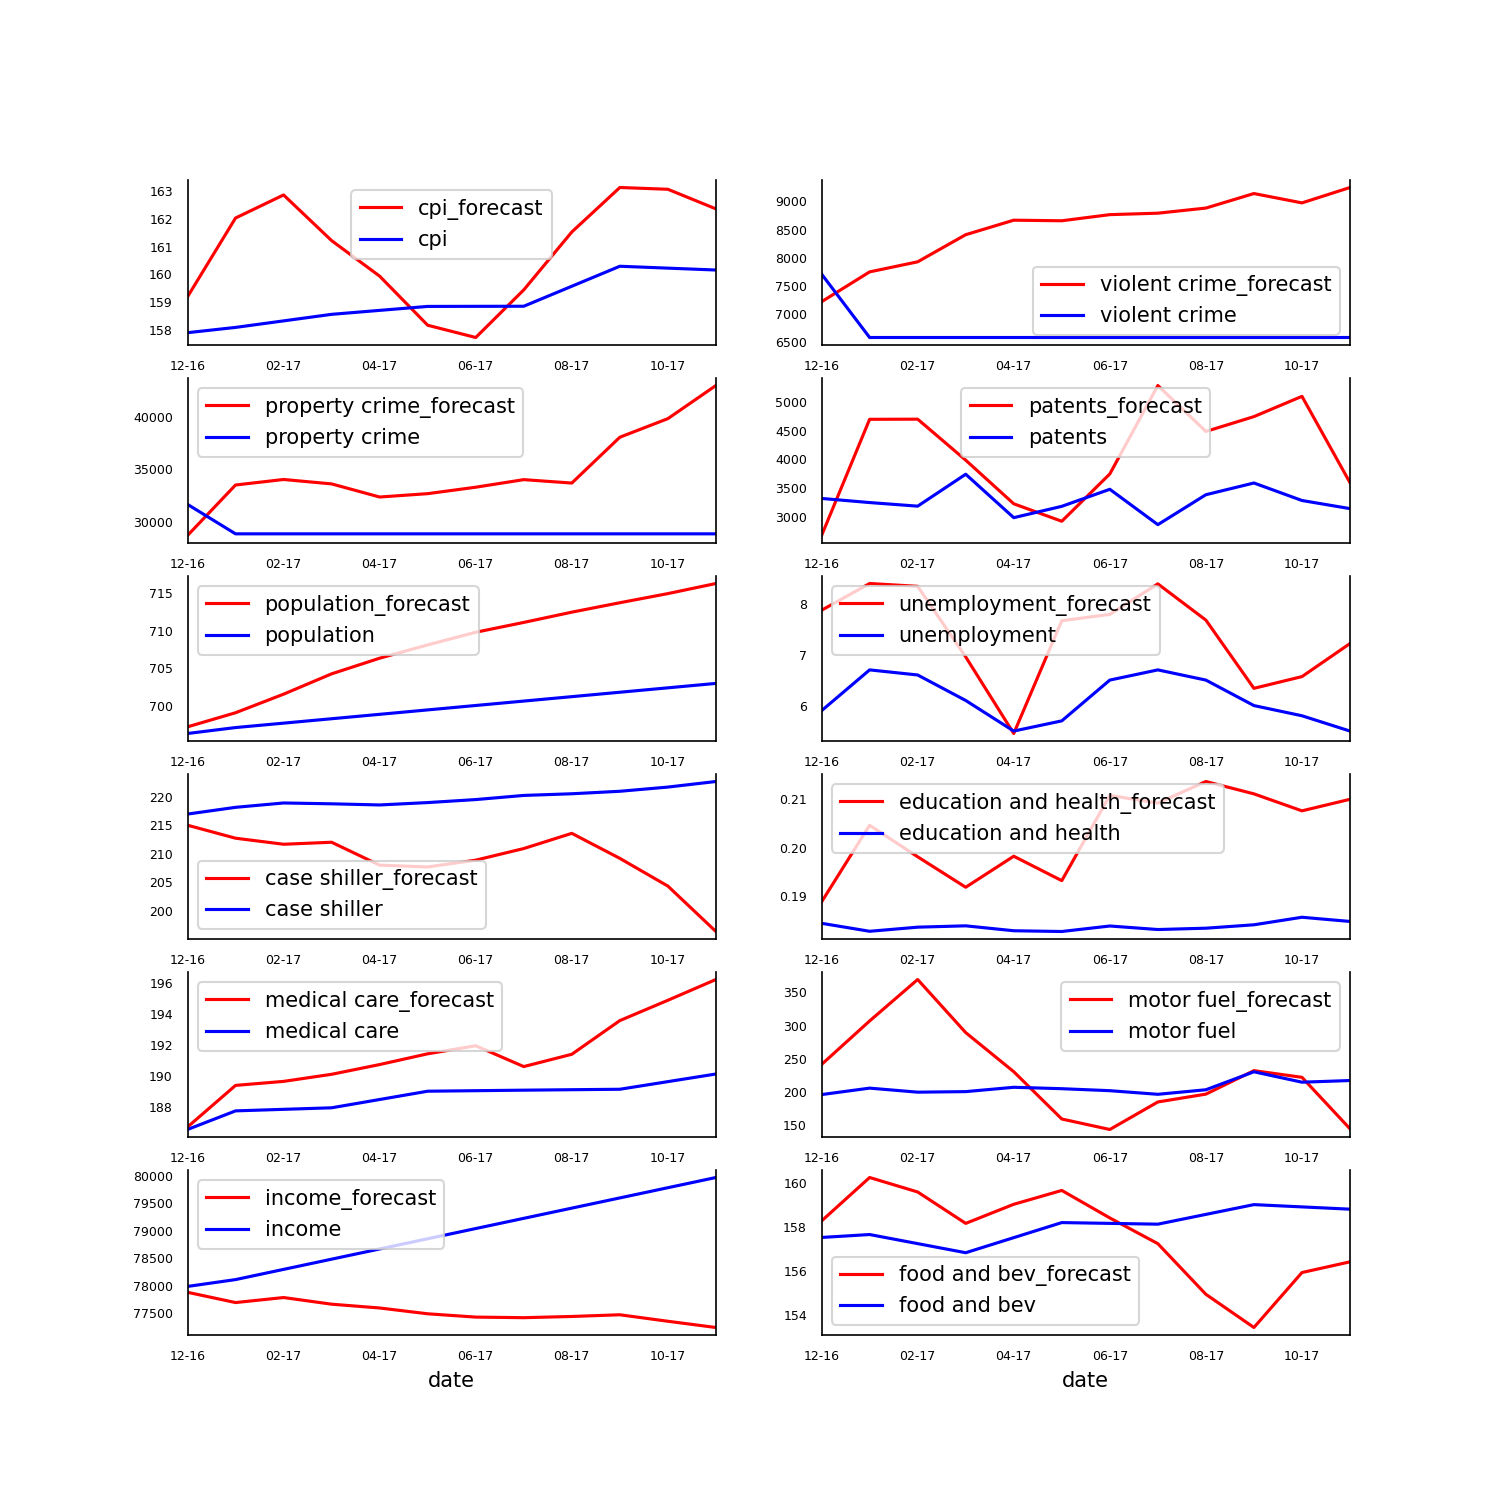 163
162
161
160
159
158
cpi_forecast
cpi
12-16 02-17 04-17 06-17 08-17 10-17
9000
8500
8000
7500
7000
6500
violent crime_forecast
violent crime
12-16 02-17 04-17 06-17 08-17 10-17
40000
35000
30000
property crime_forecast
property crime
12-16 02-17 04-17 06-17 08-17 10-17
5000
4500
4000
3500
3000
patents_forecast
patents
12-16 02-17 04-17 06-17 08-17 10-17
715
710
705
700
population_forecast
population
12-16 02-17 04-17 06-17 08-17 10-17
8
7
6
unemployment_forecast
unemployment
12-16 02-17 04-17 06-17 08-17 10-17
220
215
210
205
200
case shiller_forecast
case shiller
12-16 02-17 04-17 06-17 08-17 10-17
0.21
0.20
0.19
education and health_forecast
education and health
12-16 02-17 04-17 06-17 08-17 10-17
196
194
192
190
188
medical care_forecast
medical care
12-16 02-17 04-17 06-17 08-17 10-17
350
300
250
200
150
motor fuel_forecast
motor fuel
12-16 02-17 04-17 06-17 08-17 10-17
80000
79500
79000
78500
78000
77500
income_forecast
income
12-16 02-17 04-17 06-17 08-17 10-17
date
160
158
156
154
food and bev_forecast
food and bev
12-16 02-17 04-17 06-17 08-17 10-17
date